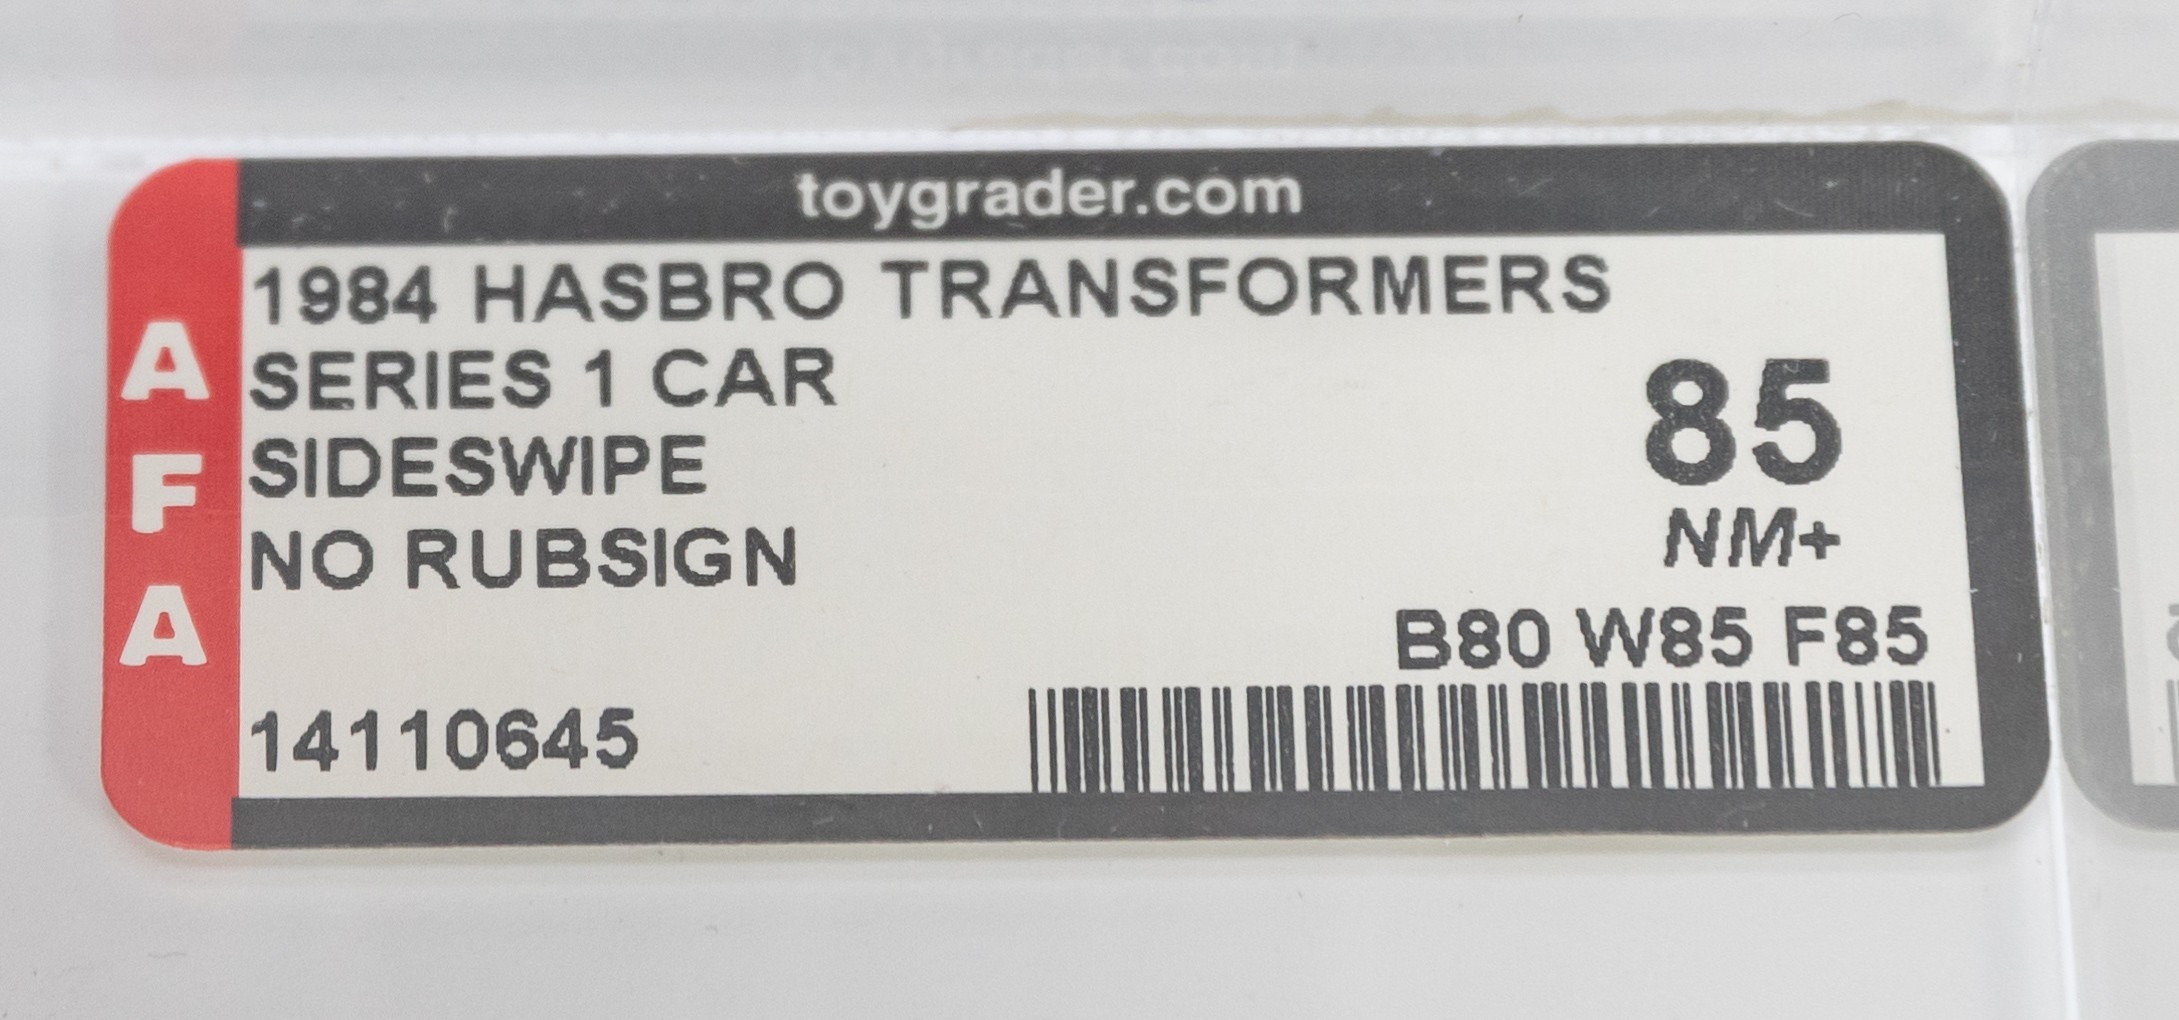 toygrader.com
AFA
1984 HASBRO TRANSFORMERS
SERIES 1 CAR
SIDESWIPE
NO RUBSIGN
85
NM+
B80 W85 F85
14110645